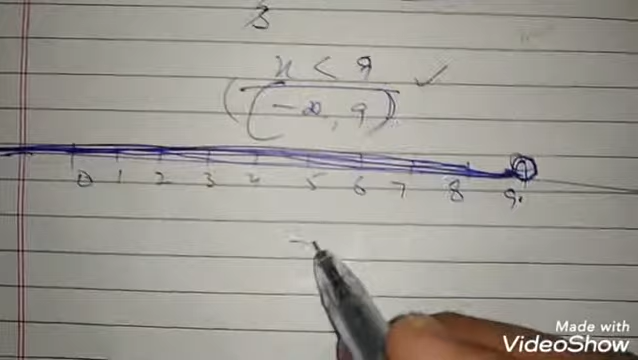 3
x < 9 ✓
(-∞, 9)
0 1 2 3 4 5 6 7 8 9
Made with
VideoShow